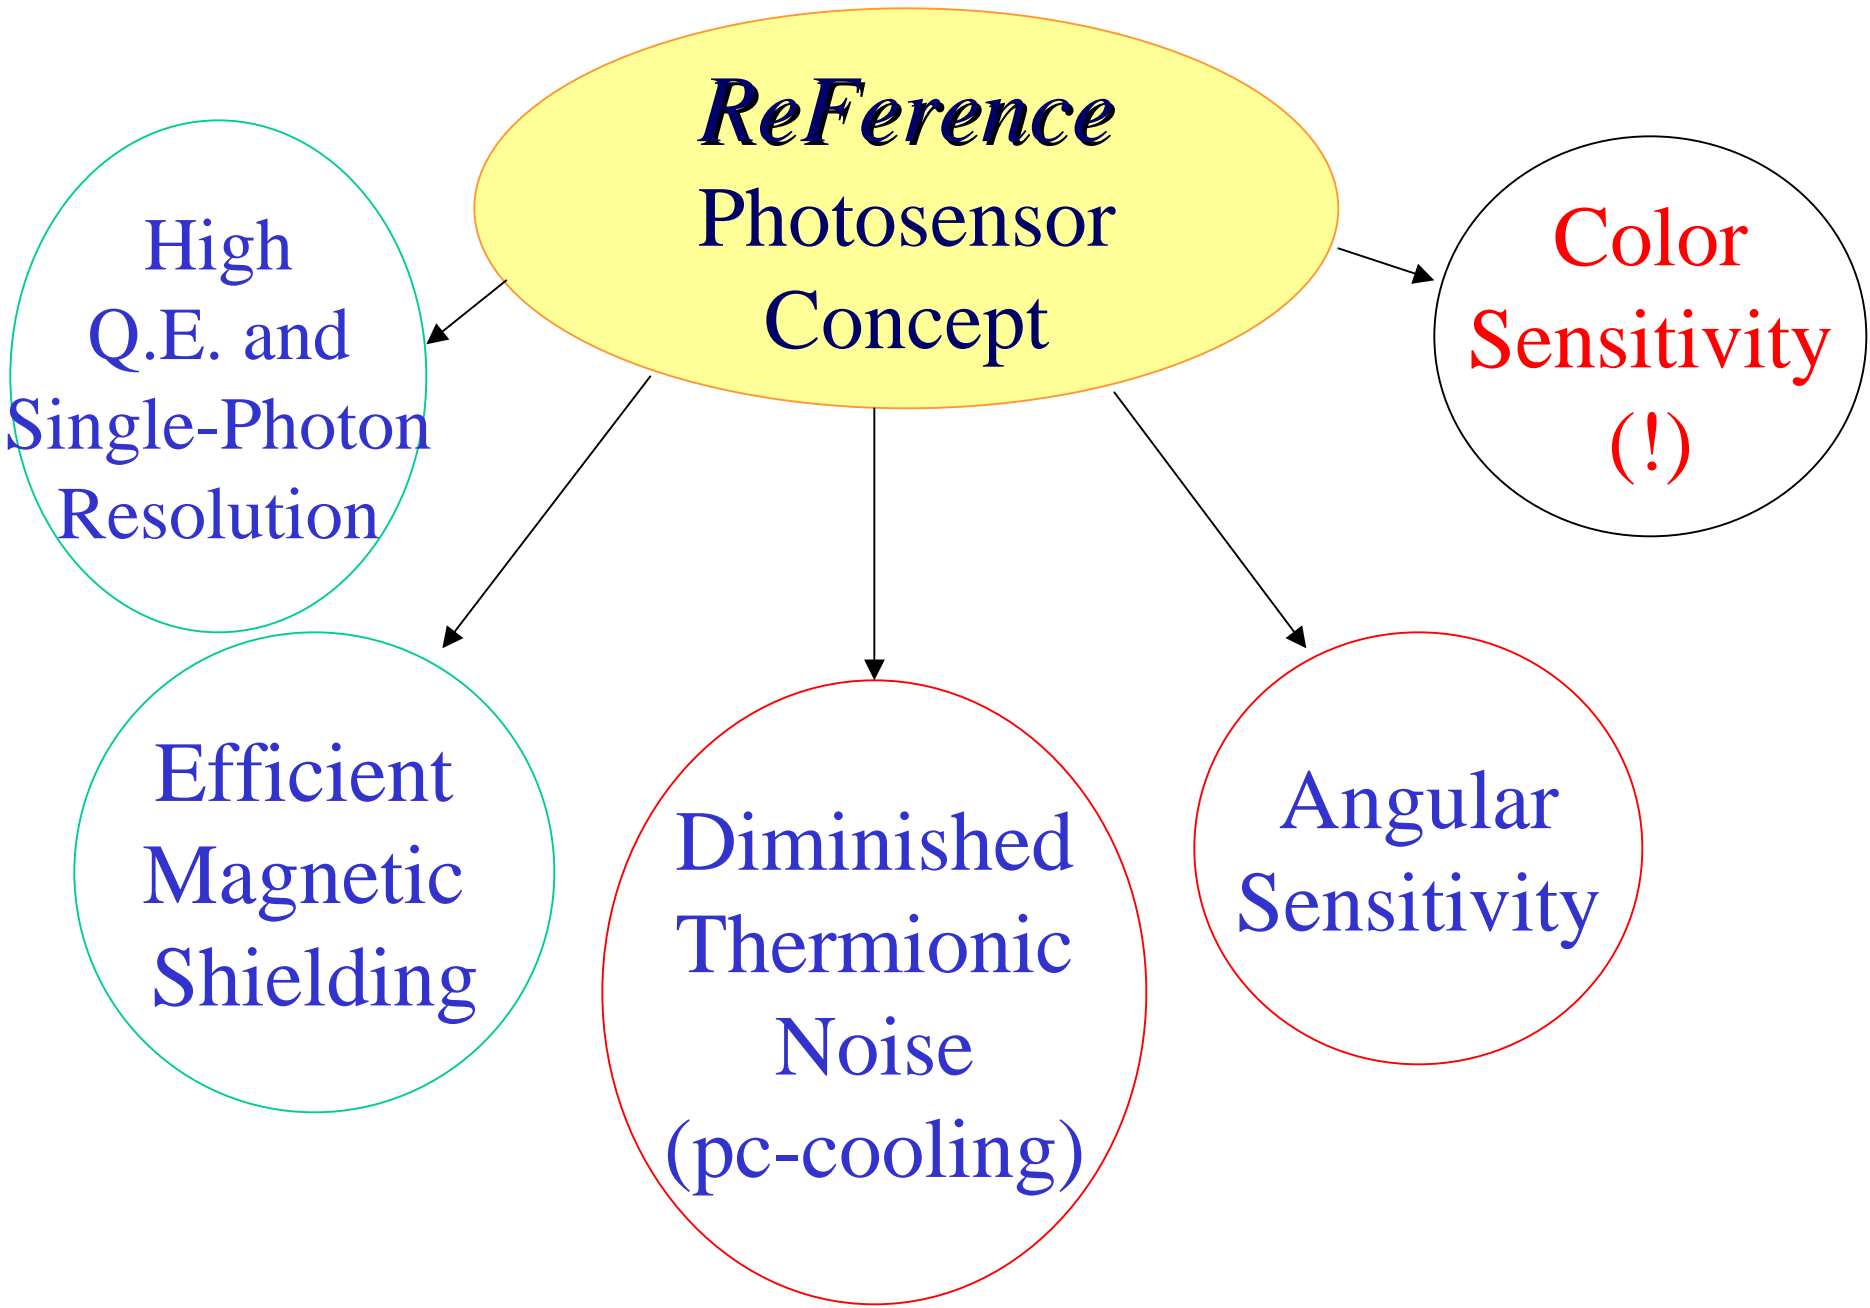 ReFerence
Photosensor
Concept
High
Q.E. and
Single-Photon
Resolution
Color
Sensitivity
(!)
Efficient
Magnetic
Shielding
Diminished
Thermionic
Noise
(pc-cooling)
Angular
Sensitivity